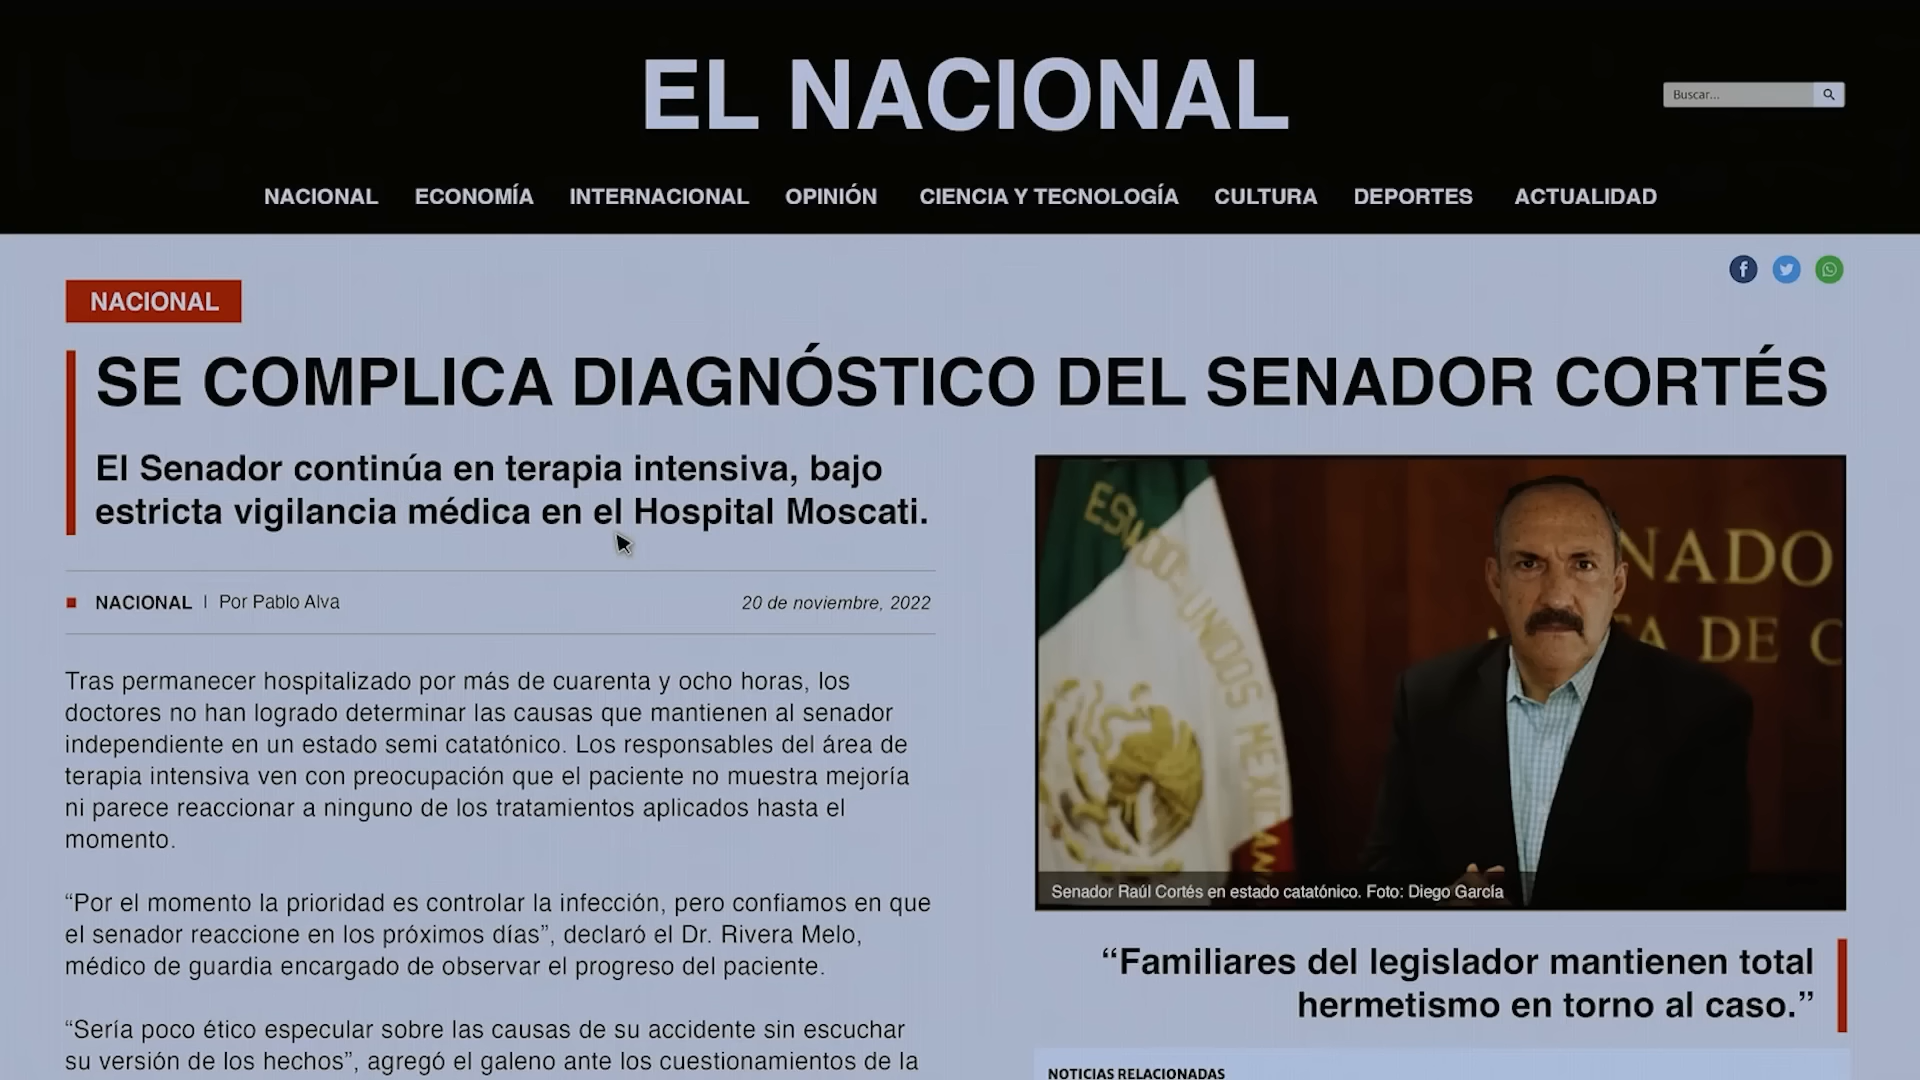 EL NACIONAL
Buscar...
NACIONAL ECONOMÍA INTERNACIONAL OPINIÓN CIENCIA Y TECNOLOGÍA CULTURA DEPORTES ACTUALIDAD
NACIONAL
SE COMPLICA DIAGNÓSTICO DEL SENADOR CORTÉS
El Senador continúa en terapia intensiva, bajo
estricta vigilancia médica en el Hospital Moscati.
NACIONAL | Por Pablo Alva
20 de noviembre, 2022
Tras permanecer hospitalizado por más de cuarenta y ocho horas, los
doctores no han logrado determinar las causas que mantienen al senador
independiente en un estado semi catatónico. Los responsables del área de
terapia intensiva ven con preocupación que el paciente no muestra mejoría
ni parece reaccionar a ninguno de los tratamientos aplicados hasta el
momento.
“Por el momento la prioridad es controlar la infección, pero confiamos en que
el senador reaccione en los próximos días”, declaró el Dr. Rivera Melo,
médico de guardia encargado de observar el progreso del paciente.
“Sería poco ético especular sobre las causas de su accidente sin escuchar
su versión de los hechos”, agregó el galeno ante los cuestionamientos de la
UNIDOS MEXICAN
NADO
A DE C
Senador Raúl Cortés en estado catatónico. Foto: Diego García
“Familiares del legislador mantienen total
hermetismo en torno al caso.”
NOTICIAS RELACIONADAS